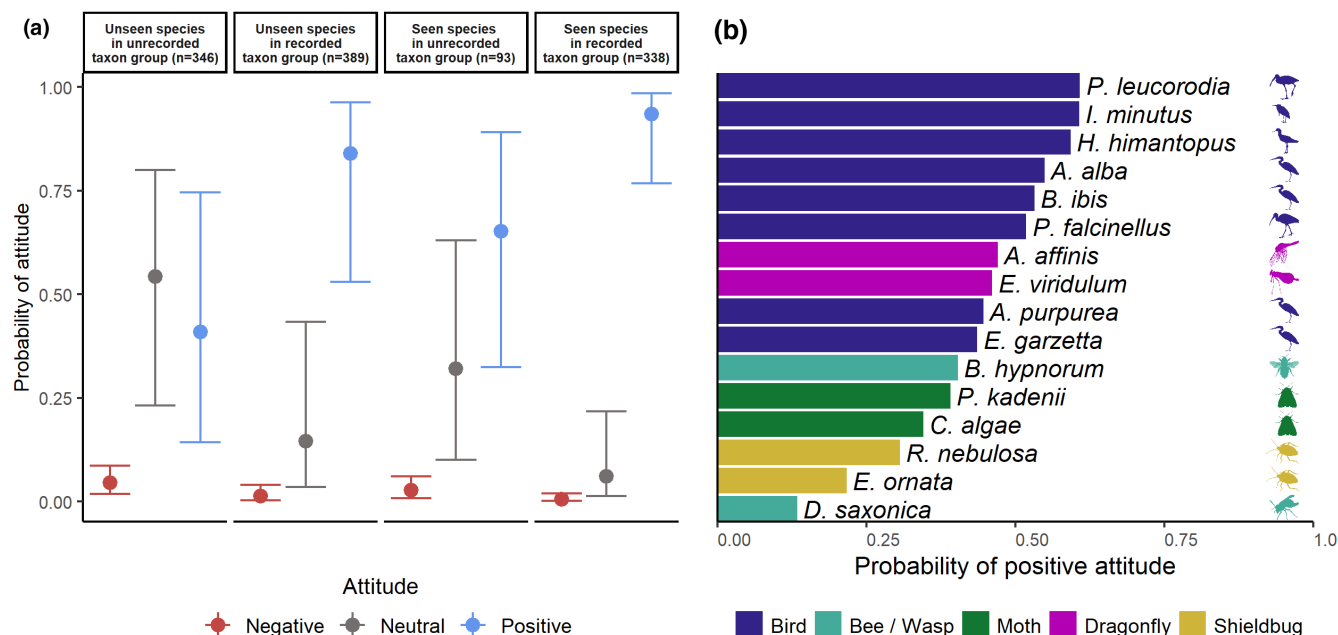 (a)
Unseen species
in unrecorded
taxon group (n=346)
Unseen species
in recorded
taxon group (n=389)
Seen species
in unrecorded
taxon group (n=93)
Seen species
in recorded
taxon group (n=338)
Probability of attitude
1.00
0.75
0.50
0.25
0.00
Attitude
Negative
Neutral
Positive
(b)
P. leucorodia
I. minutus
H. himantopus
A. alba
B. ibis
P. falcinellus
A. affinis
E. viridulum
A. purpurea
E. garzetta
B. hypnorum
P. kadenii
C. algae
R. nebulosa
E. ornata
D. saxonica
0.00 0.25 0.50 0.75 1.0
Probability of positive attitude
Bird Bee / Wasp Moth Dragonfly Shieldbug